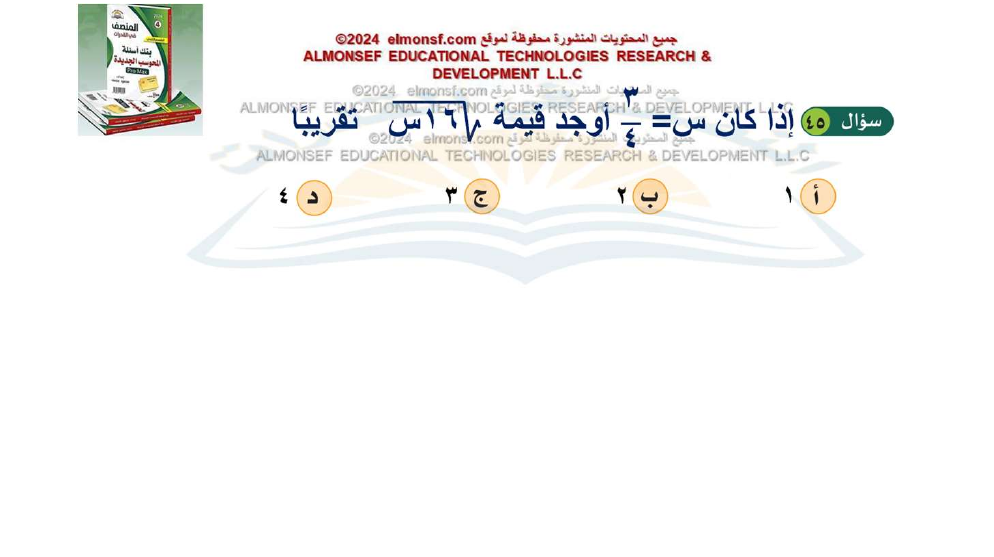 جميع المحتويات المنشورة محفوظة لموقع elmonsf.com ©2024
ALMONSEF EDUCATIONAL TECHNOLOGIES RESEARCH &
DEVELOPMENT L.L.C
جميع المحتويات المنشورة محفوظة لموقع elmonsf.com ©2024
ALMONSEF EDUCATIONAL TECHNOLOGIES RESEARCH & DEVELOPMENT L.L.C
سؤال ٤٥ إذا كان س= ٣/٤ أوجد قيمة √١٦س تقريبًا
جميع المحتويات المنشورة محفوظة لموقع elmonsf.com ©2024
ALMONSEF EDUCATIONAL TECHNOLOGIES RESEARCH & DEVELOPMENT L.L.C
أ ١ ب ٢ ج ٣ د ٤
المنصف
في القدرات
بنك أسئلة
المحوسب الجديدة
Pro Max